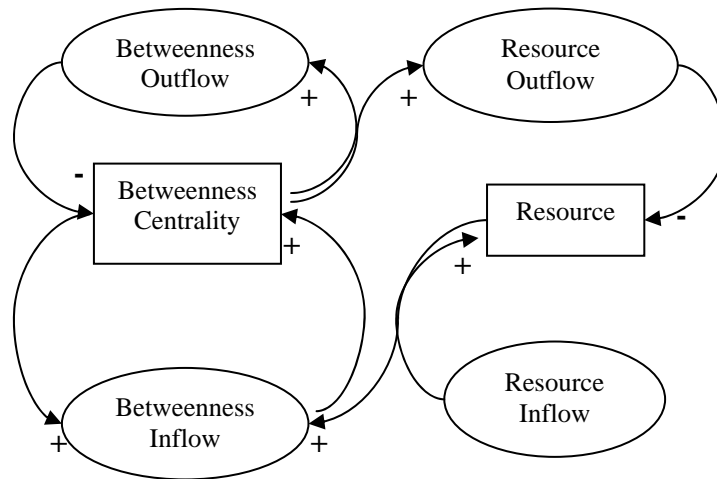 Betweenness
Outflow
+
Resource
Outflow
+
-
Betweenness
Centrality
+
Resource
-
+
Betweenness
Inflow
+
+
Resource
Inflow